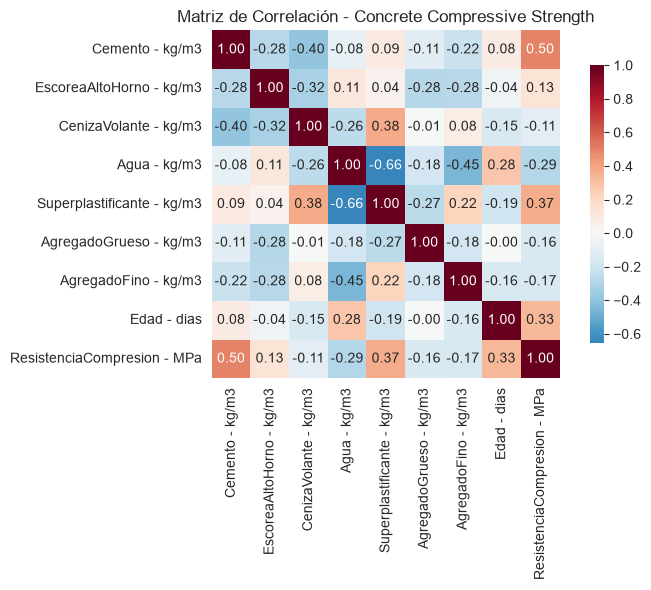 Matriz de Correlación - Concrete Compressive Strength
Cemento - kg/m3 1.00 -0.28 -0.40 -0.08 0.09 -0.11 -0.22 0.08 0.50
EscoreaAltoHorno - kg/m3 -0.28 1.00 -0.32 0.11 0.04 -0.28 -0.28 -0.04 0.13
CenizaVolante - kg/m3 -0.40 -0.32 1.00 -0.26 0.38 -0.01 0.08 -0.15 -0.11
Agua - kg/m3 -0.08 0.11 -0.26 1.00 -0.66 -0.18 -0.45 0.28 -0.29
Superplastificante - kg/m3 0.09 0.04 0.38 -0.66 1.00 -0.27 0.22 -0.19 0.37
AgregadoGrueso - kg/m3 -0.11 -0.28 -0.01 -0.18 -0.27 1.00 -0.18 -0.00 -0.16
AgregadoFino - kg/m3 -0.22 -0.28 0.08 -0.45 0.22 -0.18 1.00 -0.16 -0.17
Edad - dias 0.08 -0.04 -0.15 0.28 -0.19 -0.00 -0.16 1.00 0.33
ResistenciaCompresion - MPa 0.50 0.13 -0.11 -0.29 0.37 -0.16 -0.17 0.33 1.00
Cemento - kg/m3
EscoreaAltoHorno - kg/m3
CenizaVolante - kg/m3
Agua - kg/m3
Superplastificante - kg/m3
AgregadoGrueso - kg/m3
AgregadoFino - kg/m3
Edad - dias
ResistenciaCompresion - MPa
1.0
0.8
0.6
0.4
0.2
0.0
−0.2
−0.4
−0.6